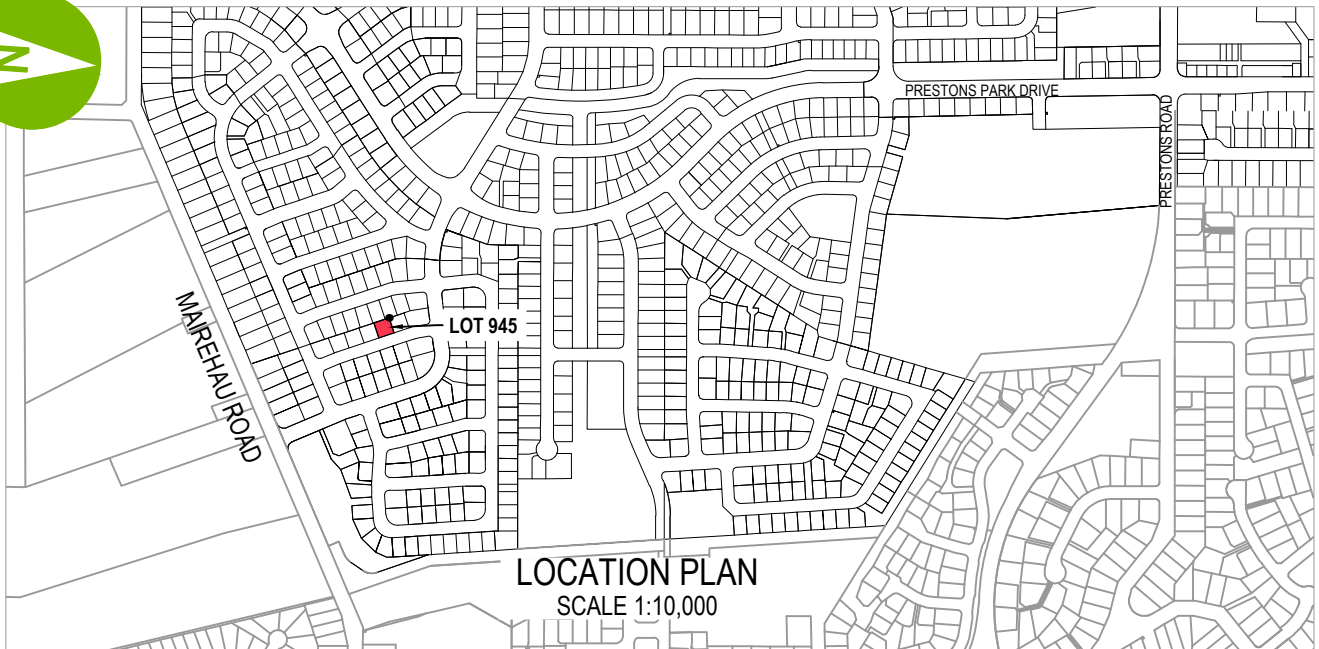 N
PRESTONS PARK DRIVE
PRESTONS ROAD
MAIREHAU ROAD
LOT 945
LOCATION PLAN
SCALE 1:10,000